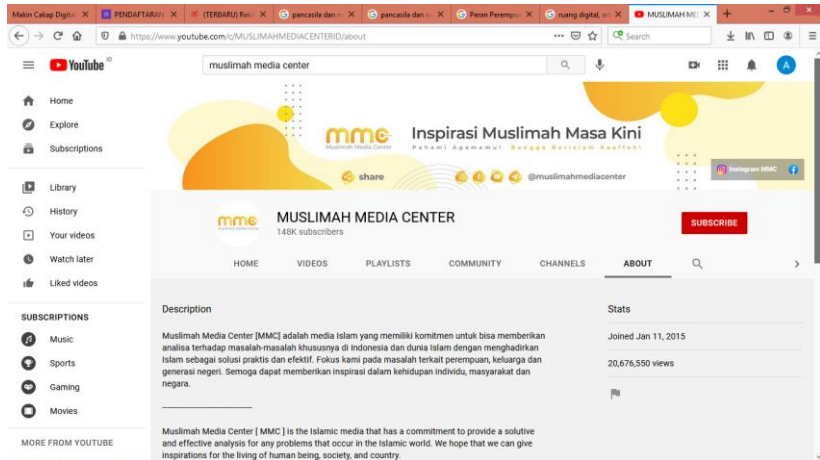 Makin Cakap Digital
PENDAFTARAN
(TERBARU) Rek
pancasila dan
pancasila dan
Peran Perempu
ruang digital,
MUSLIMAH ME
https://www.youtube.com/c/MUSLIMAHMEDIACENTERID/about
Search
YouTube ID
muslimah media center
A
Home
Explore
Subscriptions
Library
History
Your videos
Watch later
Liked videos
SUBSCRIPTIONS
Music
Sports
Gaming
Movies
MORE FROM YOUTUBE
mmc
Muslimah Media Center
Inspirasi Muslimah Masa Kini
Pahami Agamamu! Bangga Berislam Kaaffah!
share
@muslimahmediacenter
Instagram MMC
mmc
MUSLIMAH MEDIA CENTER
148K subscribers
SUBSCRIBE
HOME VIDEOS PLAYLISTS COMMUNITY CHANNELS ABOUT
Description
Muslimah Media Center [MMC] adalah media Islam yang memiliki komitmen untuk bisa memberikan
analisa terhadap masalah-masalah khususnya di Indonesia dan dunia Islam dengan menghadirkan
Islam sebagai solusi praktis dan efektif. Fokus kami pada masalah terkait perempuan, keluarga dan
generasi negeri. Semoga dapat memberikan inspirasi dalam kehidupan individu, masyarakat dan
negara.
Muslimah Media Center [ MMC ] is the Islamic media that has a commitment to provide a solutive
and effective analysis for any problems that occur in the Islamic world. We hope that we can give
inspirations for the living of human being, society, and country.
Stats
Joined Jan 11, 2015
20,676,550 views